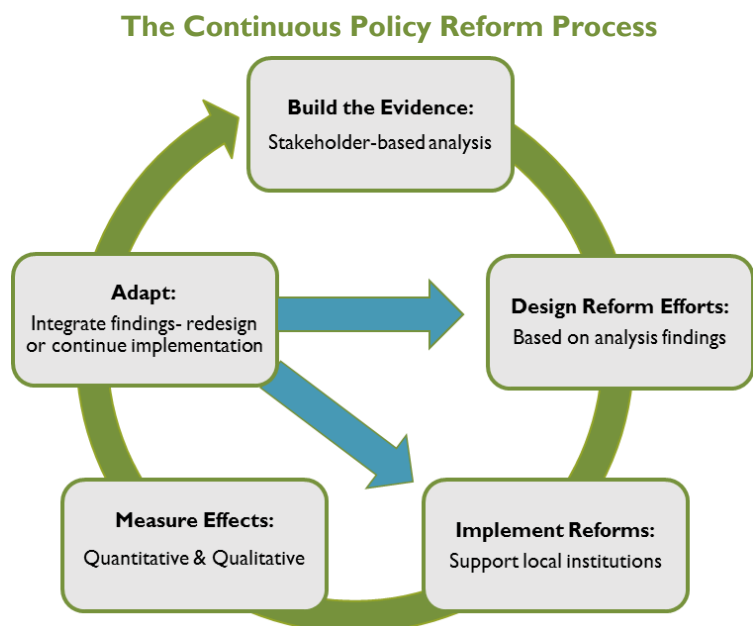 The Continuous Policy Reform Process
Build the Evidence:
Stakeholder-based analysis
Design Reform Efforts:
Based on analysis findings
Implement Reforms:
Support local institutions
Measure Effects:
Quantitative & Qualitative
Adapt:
Integrate findings- redesign
or continue implementation